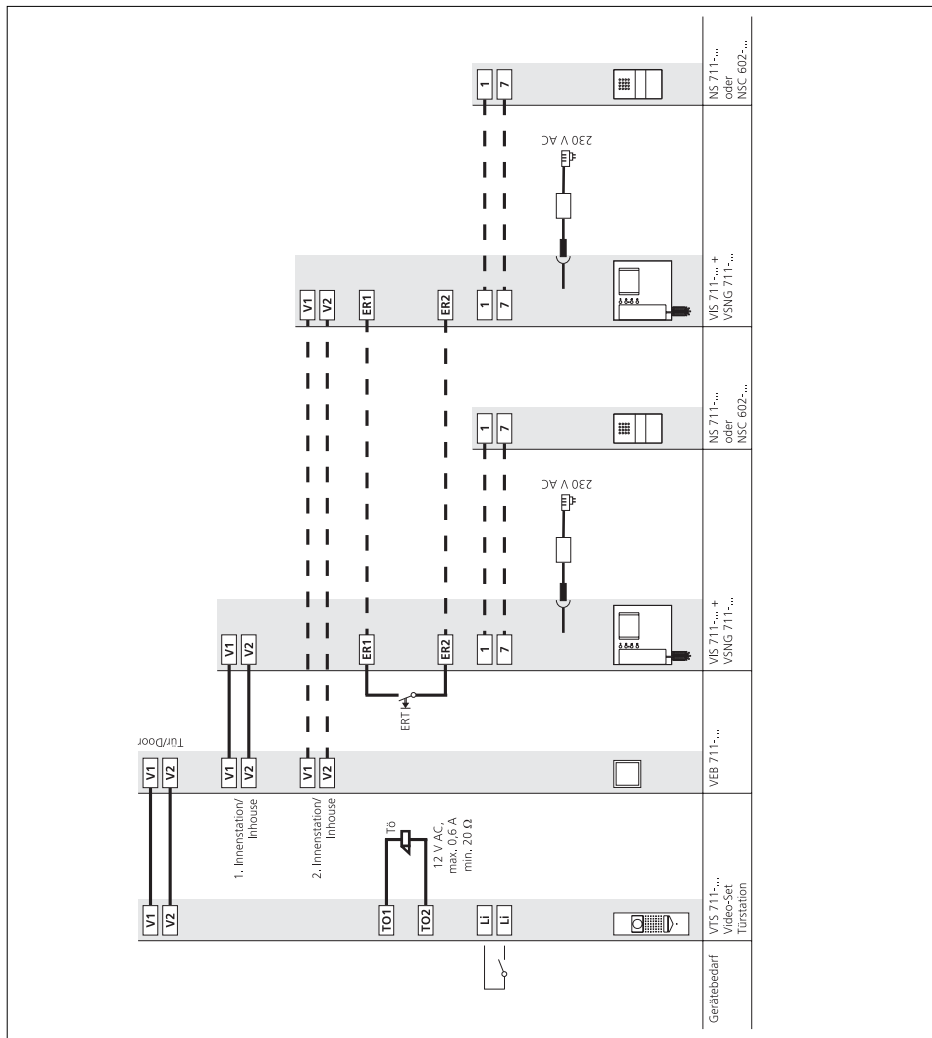 Gerätebedarf
VTS 711-...
Video-Set
Türstation
VEB 711-...
VIS 711-... +
VSNG 711-...
NS 711-...
oder
NSC 602-...
VIS 711-... +
VSNG 711-...
NS 711-...
oder
NSC 602-...
V1
V2
TO1
TO2
Li
Li
Tö
12 V AC,
max. 0,6 A
min. 20 Ω
Tür/Door
V1
V2
1. Innenstation/
Inhouse
V1
V2
2. Innenstation/
Inhouse
V1
V2
V1
V2
ER1
ER2
ERT
1
7
230 V AC
1
7
V1
V2
ER1
ER2
1
7
230 V AC
1
7